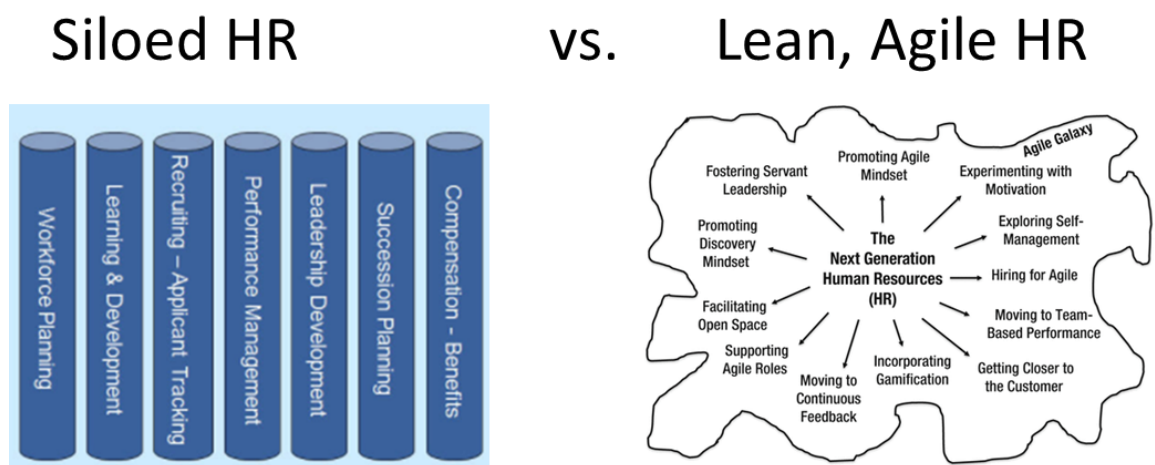 Siloed HR
vs.
Lean, Agile HR
Workforce Planning
Learning & Development
Recruiting – Applicant Tracking
Performance Management
Leadership Development
Succession Planning
Compensation - Benefits
Agile Galaxy
Promoting Agile
Mindset
Fostering Servant
Leadership
Experimenting with
Motivation
Promoting
Discovery
Mindset
The
Next Generation
Human Resources
(HR)
Exploring Self-
Management
Hiring for Agile
Facilitating
Open Space
Moving to Team-
Based Performance
Supporting
Agile Roles
Moving to
Continuous
Feedback
Incorporating
Gamification
Getting Closer to
the Customer